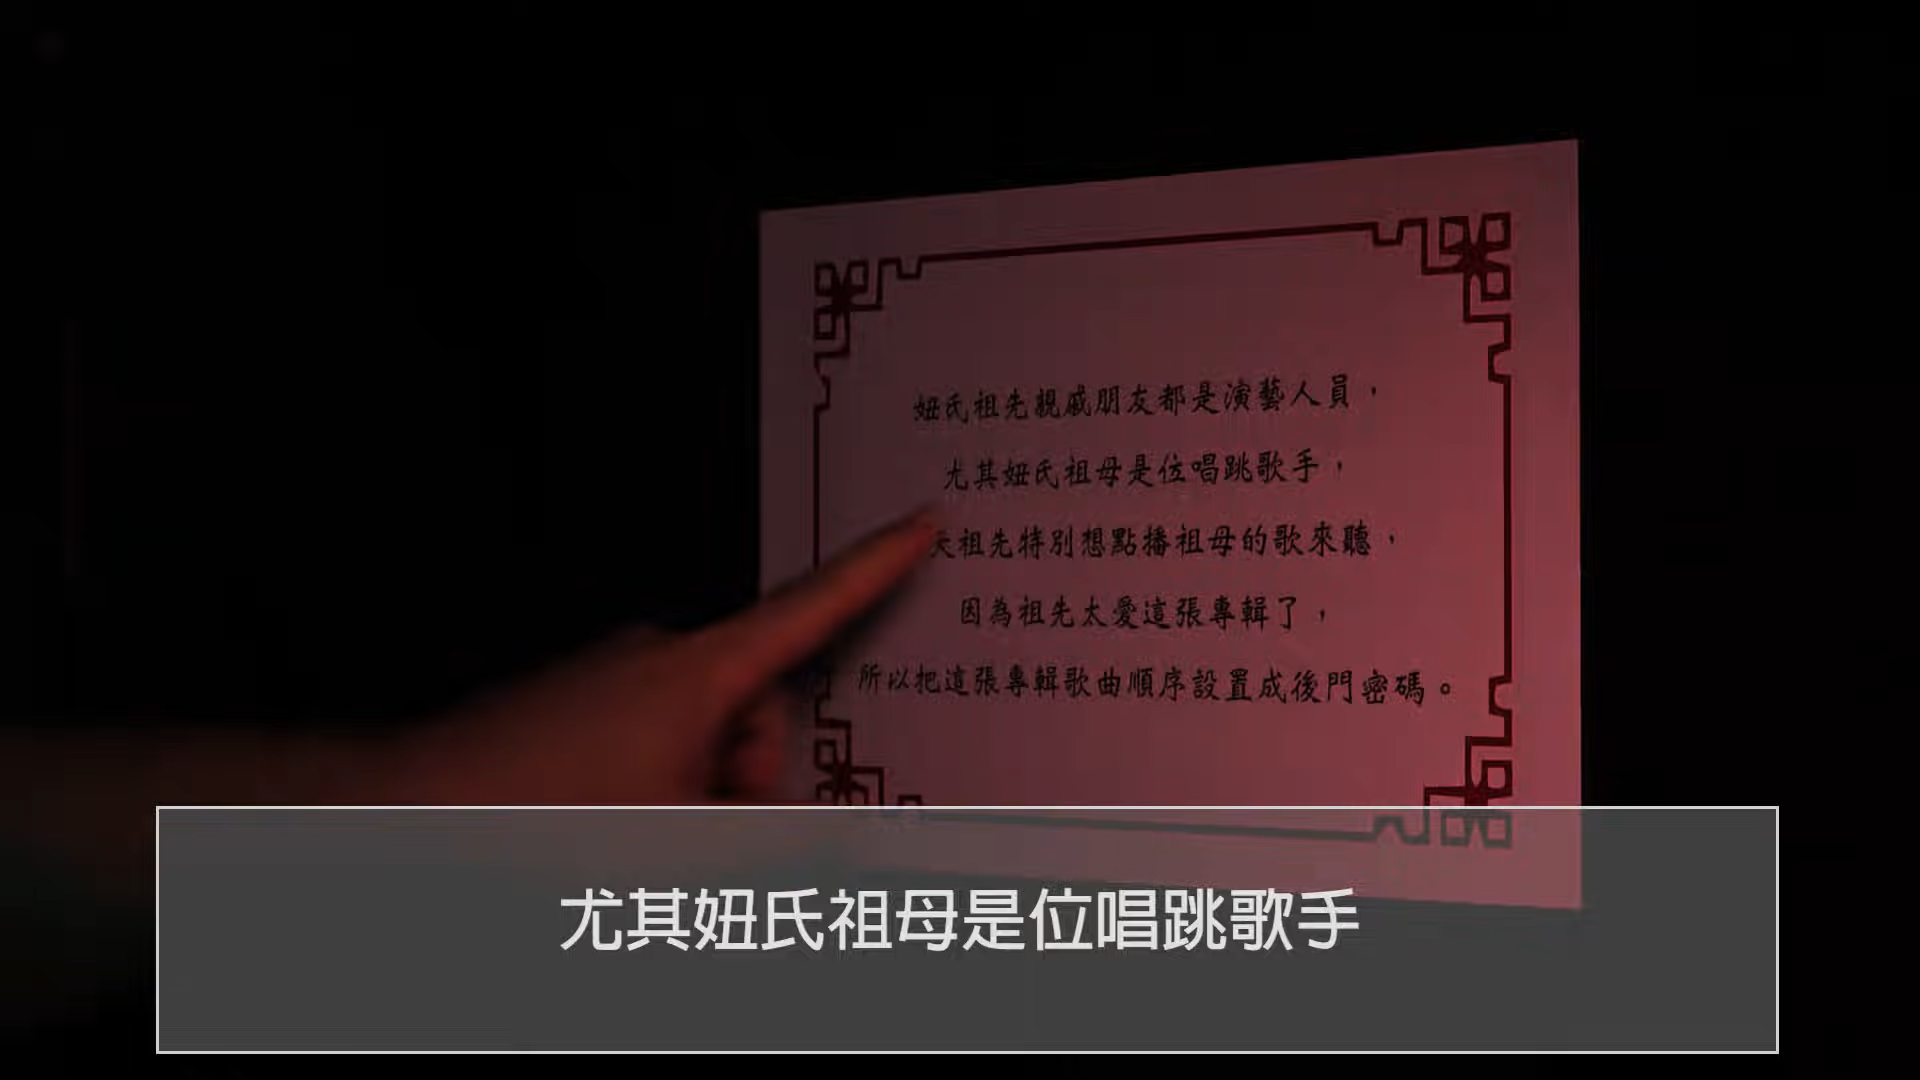 妞氏祖先親戚朋友都是演藝人員，
尤其妞氏祖母是位唱跳歌手，
天祖先特別想點播祖母的歌來聽，
因為祖先太愛這張專輯了，
所以把這張專輯歌曲順序設置成後門密碼。
尤其妞氏祖母是位唱跳歌手